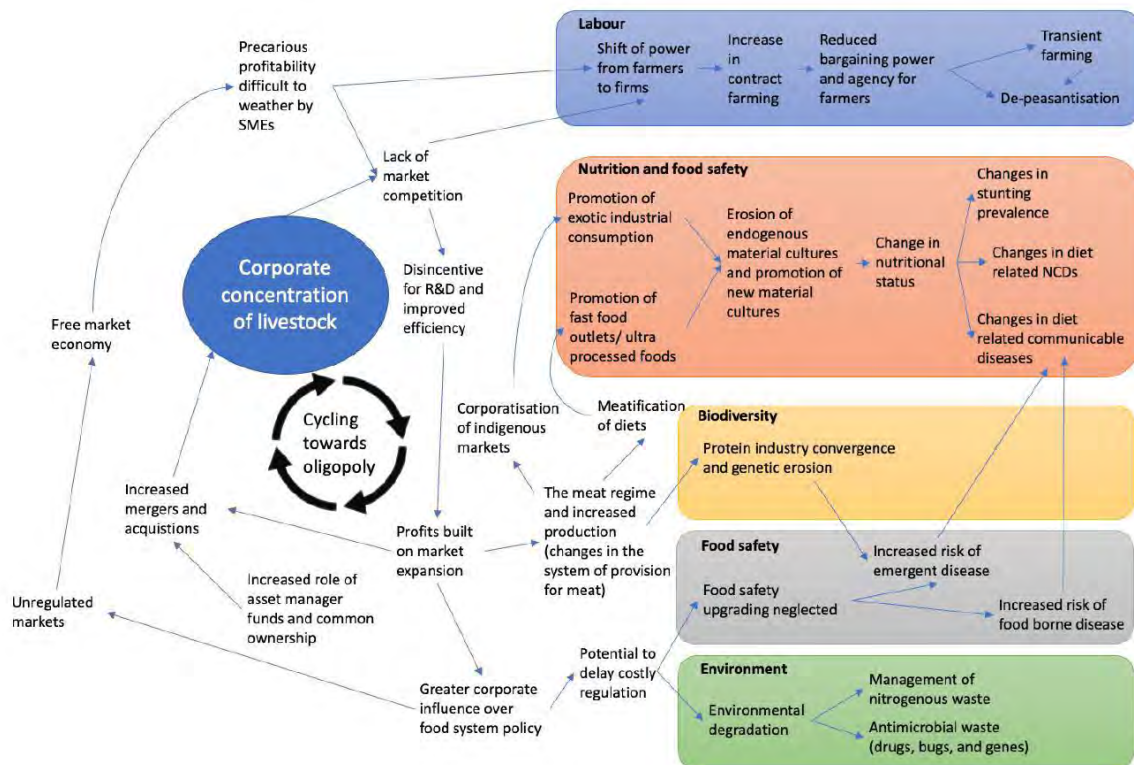 Precarious
profitability
difficult to
weather by
SMEs
Lack of
market
competition
Corporate
concentration
of livestock
Disincentive
for R&D and
improved
efficiency
Free market
economy
Cycling
towards
oligopoly
Increased
mergers and
acquistions
Profits built
on market
expansion
Increased role of
asset manager
funds and common
ownership
Unregulated
markets
Greater corporate
influence over
food system policy
Potential to
delay costly
regulation
Corporatisation
of indigenous
markets
Meatification
of diets
The meat regime
and increased
production
(changes in the
system of provision
for meat)
Labour
Shift of power
from farmers
to firms
Increase
in
contract
farming
Reduced
bargaining power
and agency for
farmers
Transient
farming
De-peasantisation
Nutrition and food safety
Promotion of
exotic industrial
consumption
Promotion of
fast food
outlets/ ultra
processed foods
Erosion of
endogenous
material cultures
and promotion of
new material
cultures
Change in
nutritional
status
Changes in
stunting
prevalence
Changes in diet
related NCDs
Changes in diet
related communicable
diseases
Biodiversity
Protein industry convergence
and genetic erosion
Food safety
Food safety
upgrading neglected
Increased risk of
emergent disease
Increased risk of
food borne disease
Environment
Environmental
degradation
Management of
nitrogenous waste
Antimicrobial waste
(drugs, bugs, and genes)